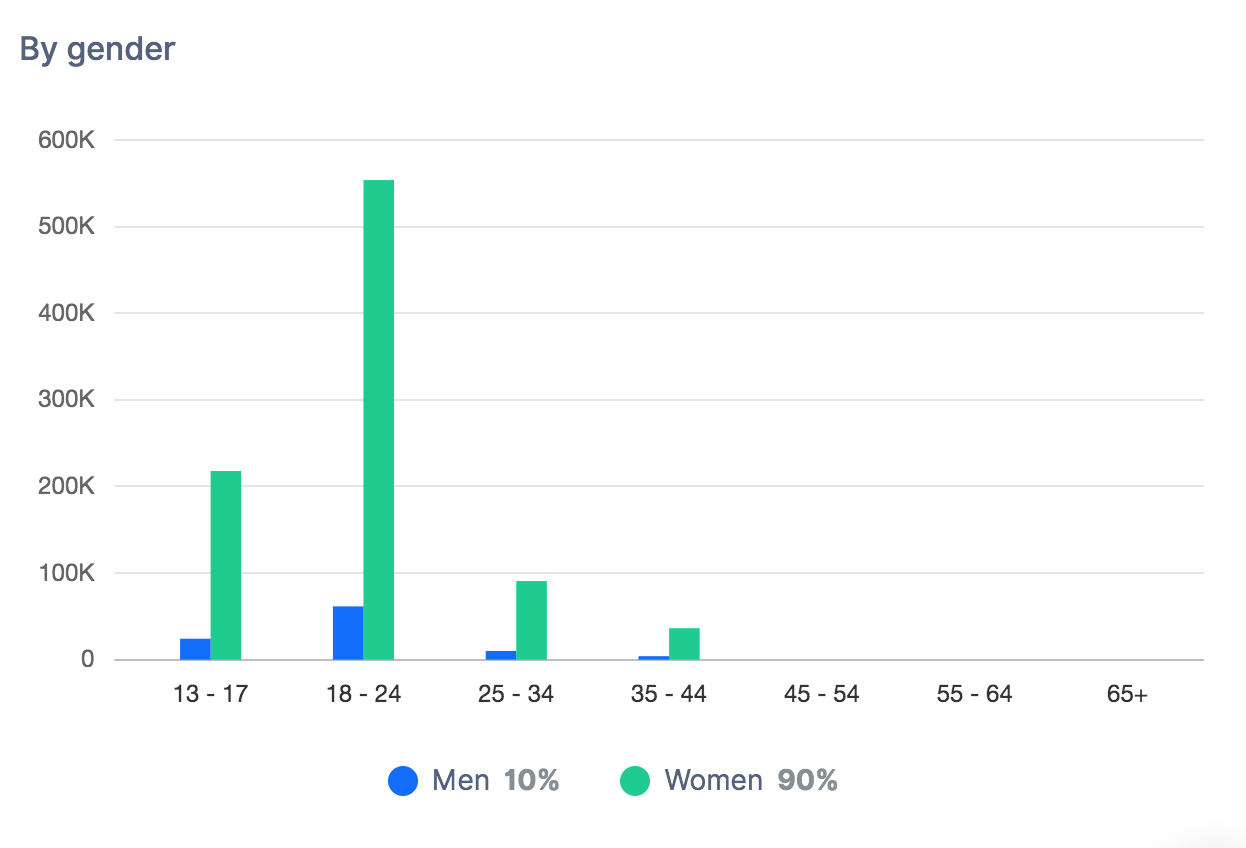 By gender
600K
500K
400K
300K
200K
100K
0
13 - 17 18 - 24 25 - 34 35 - 44 45 - 54 55 - 64 65+
Men 10% Women 90%